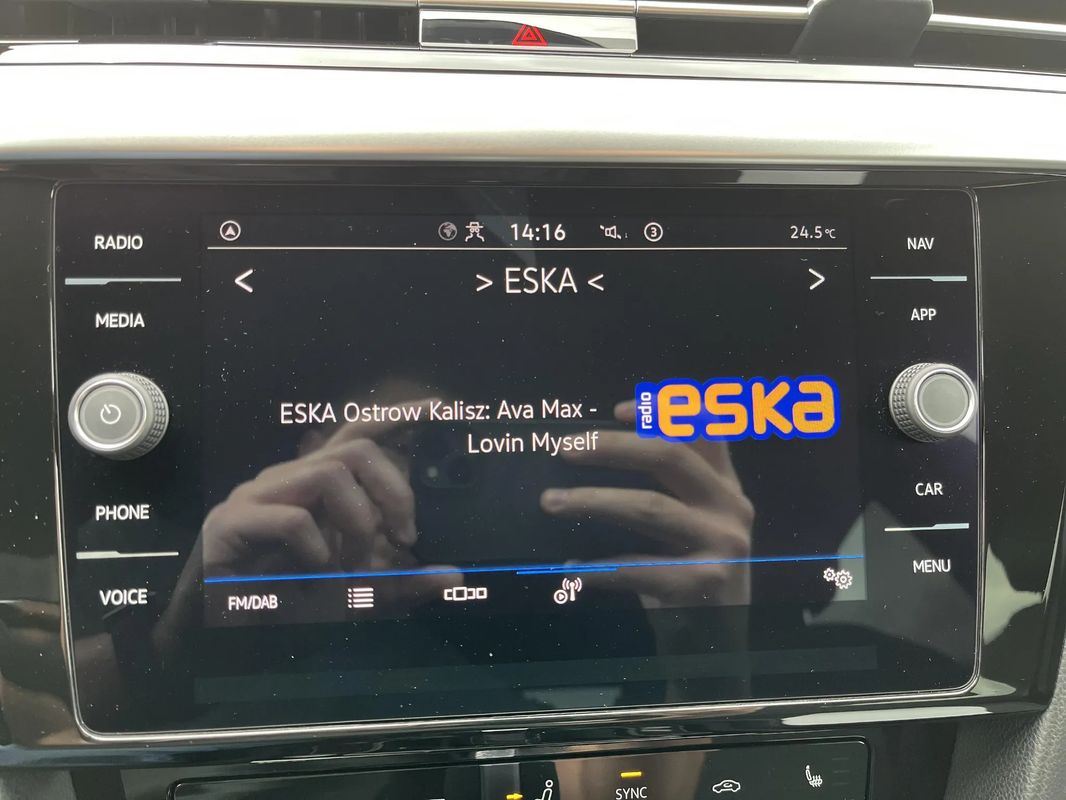 RADIO
MEDIA
PHONE
VOICE
14:16
3
24.5°C
< > ESKA < >
ESKA Ostrow Kalisz: Ava Max -
Lovin Myself
radio eska
FM/DAB
NAV
APP
CAR
MENU
SYNC